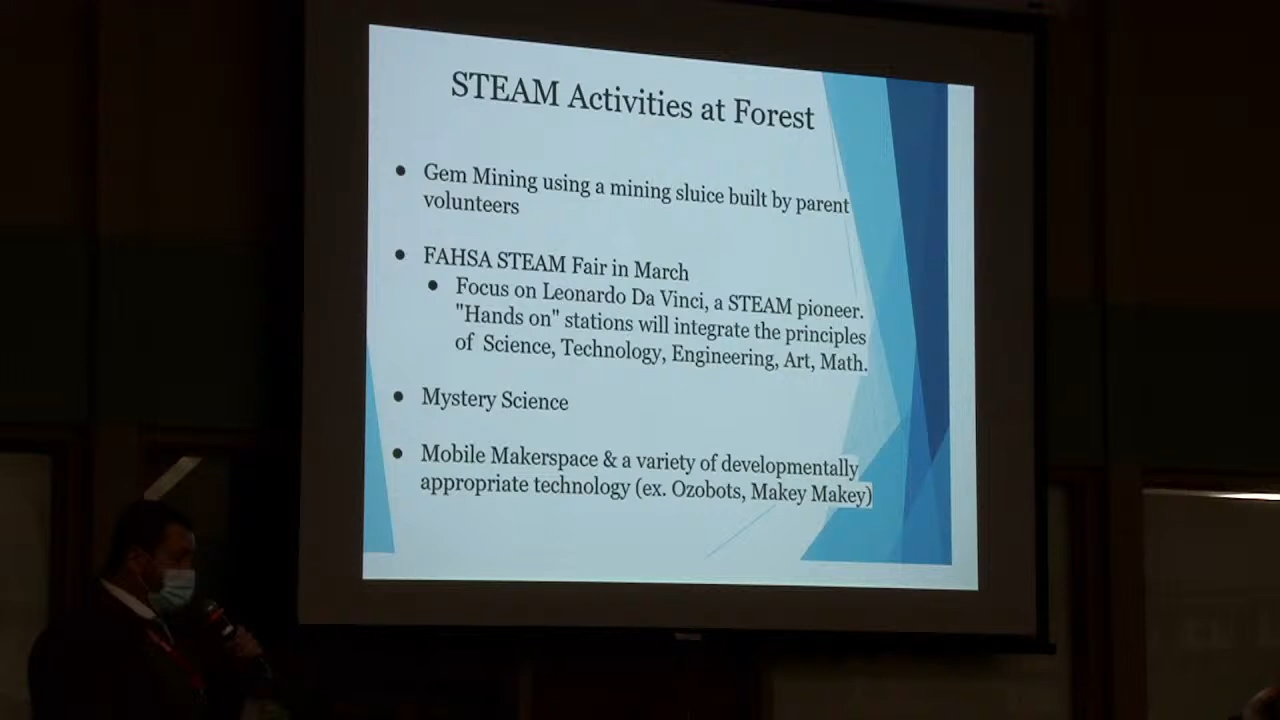 STEAM Activities at Forest
• Gem Mining using a mining sluice built by parent
volunteers
• FAHSA STEAM Fair in March
• Focus on Leonardo Da Vinci, a STEAM pioneer.
"Hands on" stations will integrate the principles
of Science, Technology, Engineering, Art, Math.
• Mystery Science
• Mobile Makerspace & a variety of developmentally
appropriate technology (ex. Ozobots, Makey Makey)